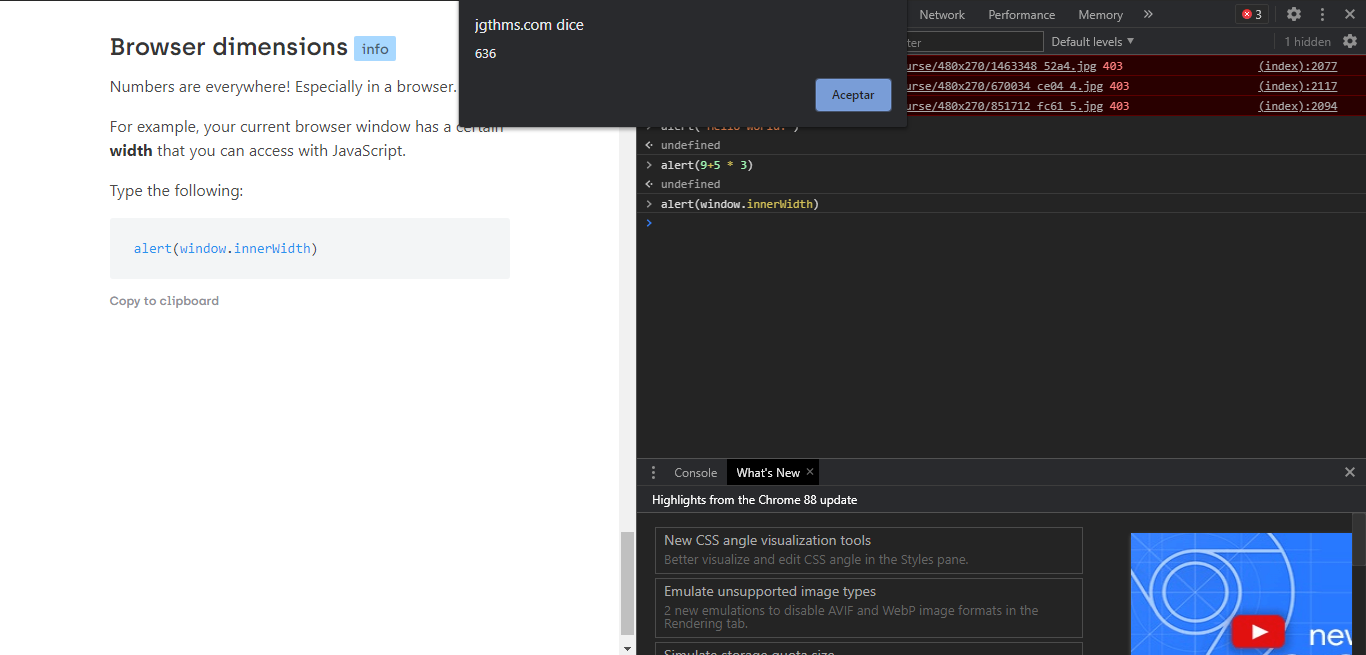 Browser dimensions info
Numbers are everywhere! Especially in a browser.
For example, your current browser window has a certain
width that you can access with JavaScript.
Type the following:
alert(window.innerWidth)
Copy to clipboard
jgthms.com dice
636
Aceptar
Network Performance Memory » 3
Default levels ▼ 1 hidden
urse/480x270/1463348_52a4.jpg 403 (index):2077
urse/480x270/670034_ce04_4.jpg 403 (index):2117
urse/480x270/851712_fc61_5.jpg 403 (index):2094
undefined
> alert(9+5 * 3)
undefined
> alert(window.innerWidth)
>
Console What's New ×
Highlights from the Chrome 88 update
New CSS angle visualization tools
Better visualize and edit CSS angle in the Styles pane.
Emulate unsupported image types
2 new emulations to disable AVIF and WebP image formats in the
Rendering tab.
Simulate storage quota size
new